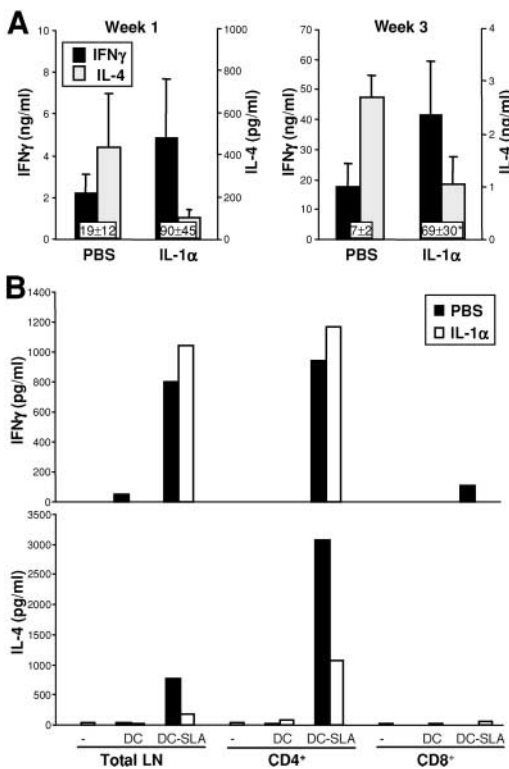 A
Week 1
Week 3
IFNγ (ng/ml)
10
8
6
4
2
0
IFNγ
IL-4
1000
800
600
400
200
0
IL-4 (pg/ml)
19±12
90±45
PBS
IL-1α
IFNγ (ng/ml)
70
60
50
40
30
20
10
0
4
3
2
1
0
IL-4 (ng/ml)
7±2
69±30*
PBS
IL-1α
B
IFNγ (pg/ml)
1400
1200
1000
800
600
400
200
0
PBS
IL-1α
IL-4 (pg/ml)
3500
3000
2500
2000
1500
1000
500
0
- DC DC-SLA - DC DC-SLA - DC DC-SLA
Total LN CD4⁺ CD8⁺